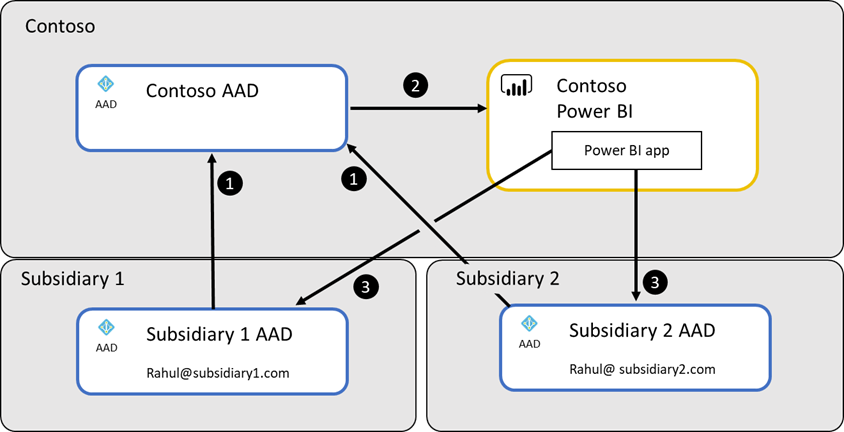 Contoso
AAD
Contoso AAD
2
Contoso
Power BI
Power BI app
1
1
Subsidiary 1
3
Subsidiary 2
3
AAD
Subsidiary 1 AAD
Rahul@subsidiary1.com
AAD
Subsidiary 2 AAD
Rahul@ subsidiary2.com